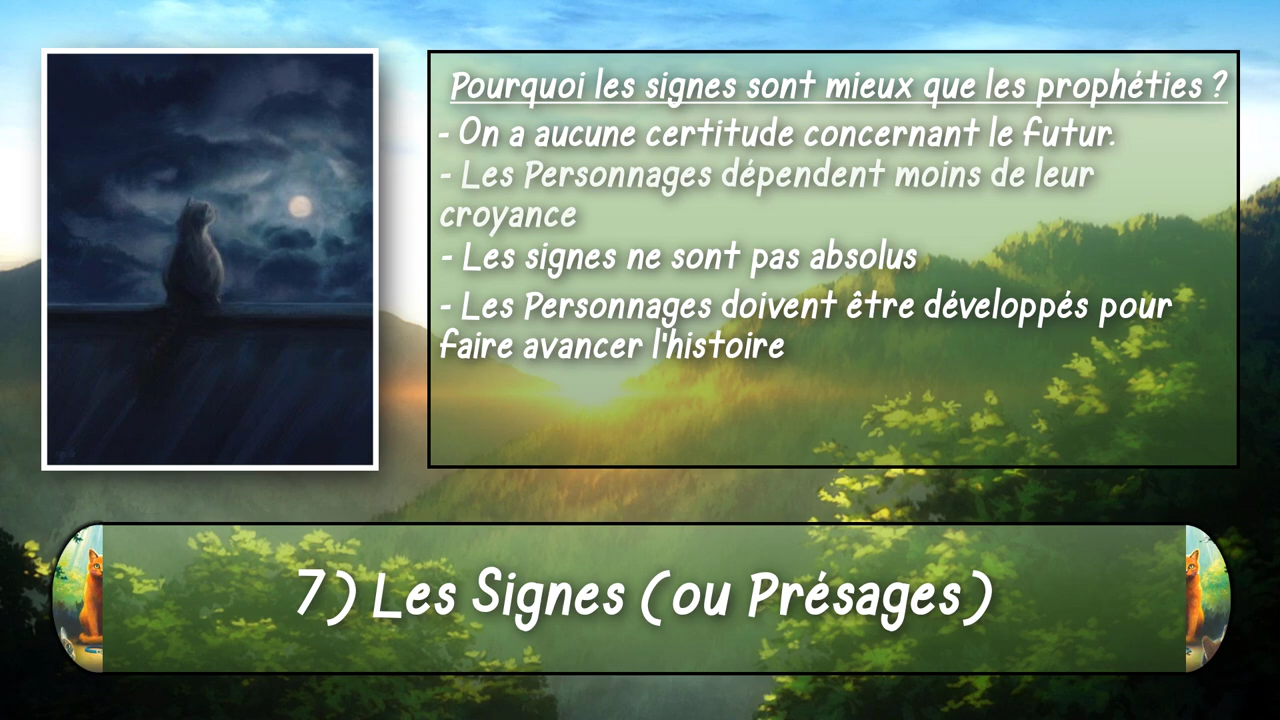 Pourquoi les signes sont mieux que les prophéties ?
- On a aucune certitude concernant le futur.
- Les Personnages dépendent moins de leur
croyance
- Les signes ne sont pas absolus
- Les Personnages doivent être développés pour
faire avancer l'histoire
7) Les Signes (ou Présages)